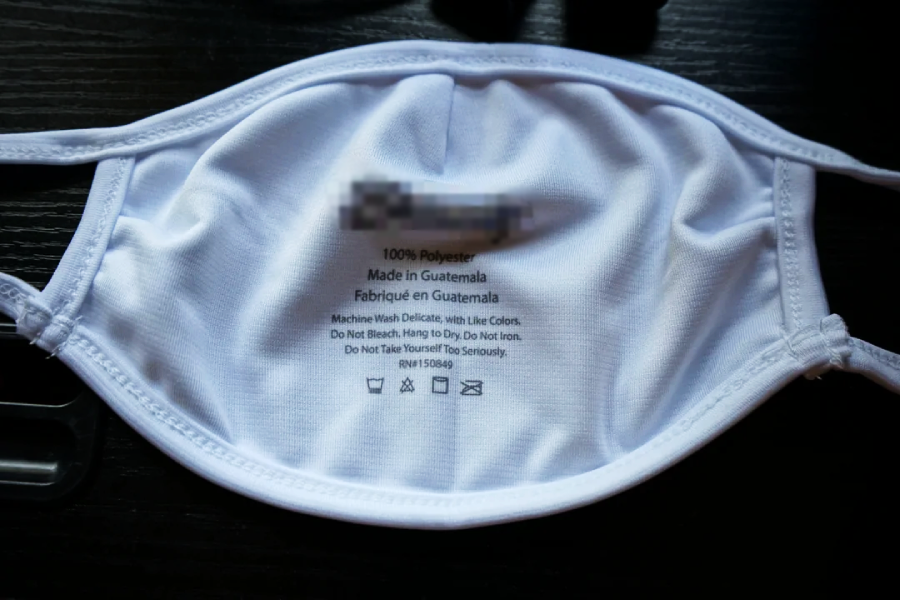 100% Polyester
Made in Guatemala
Fabriqué en Guatemala
Machine Wash Delicate, with Like Colors.
Do Not Bleach. Hang to Dry. Do Not Iron.
Do Not Take Yourself Too Seriously.
RN#150849